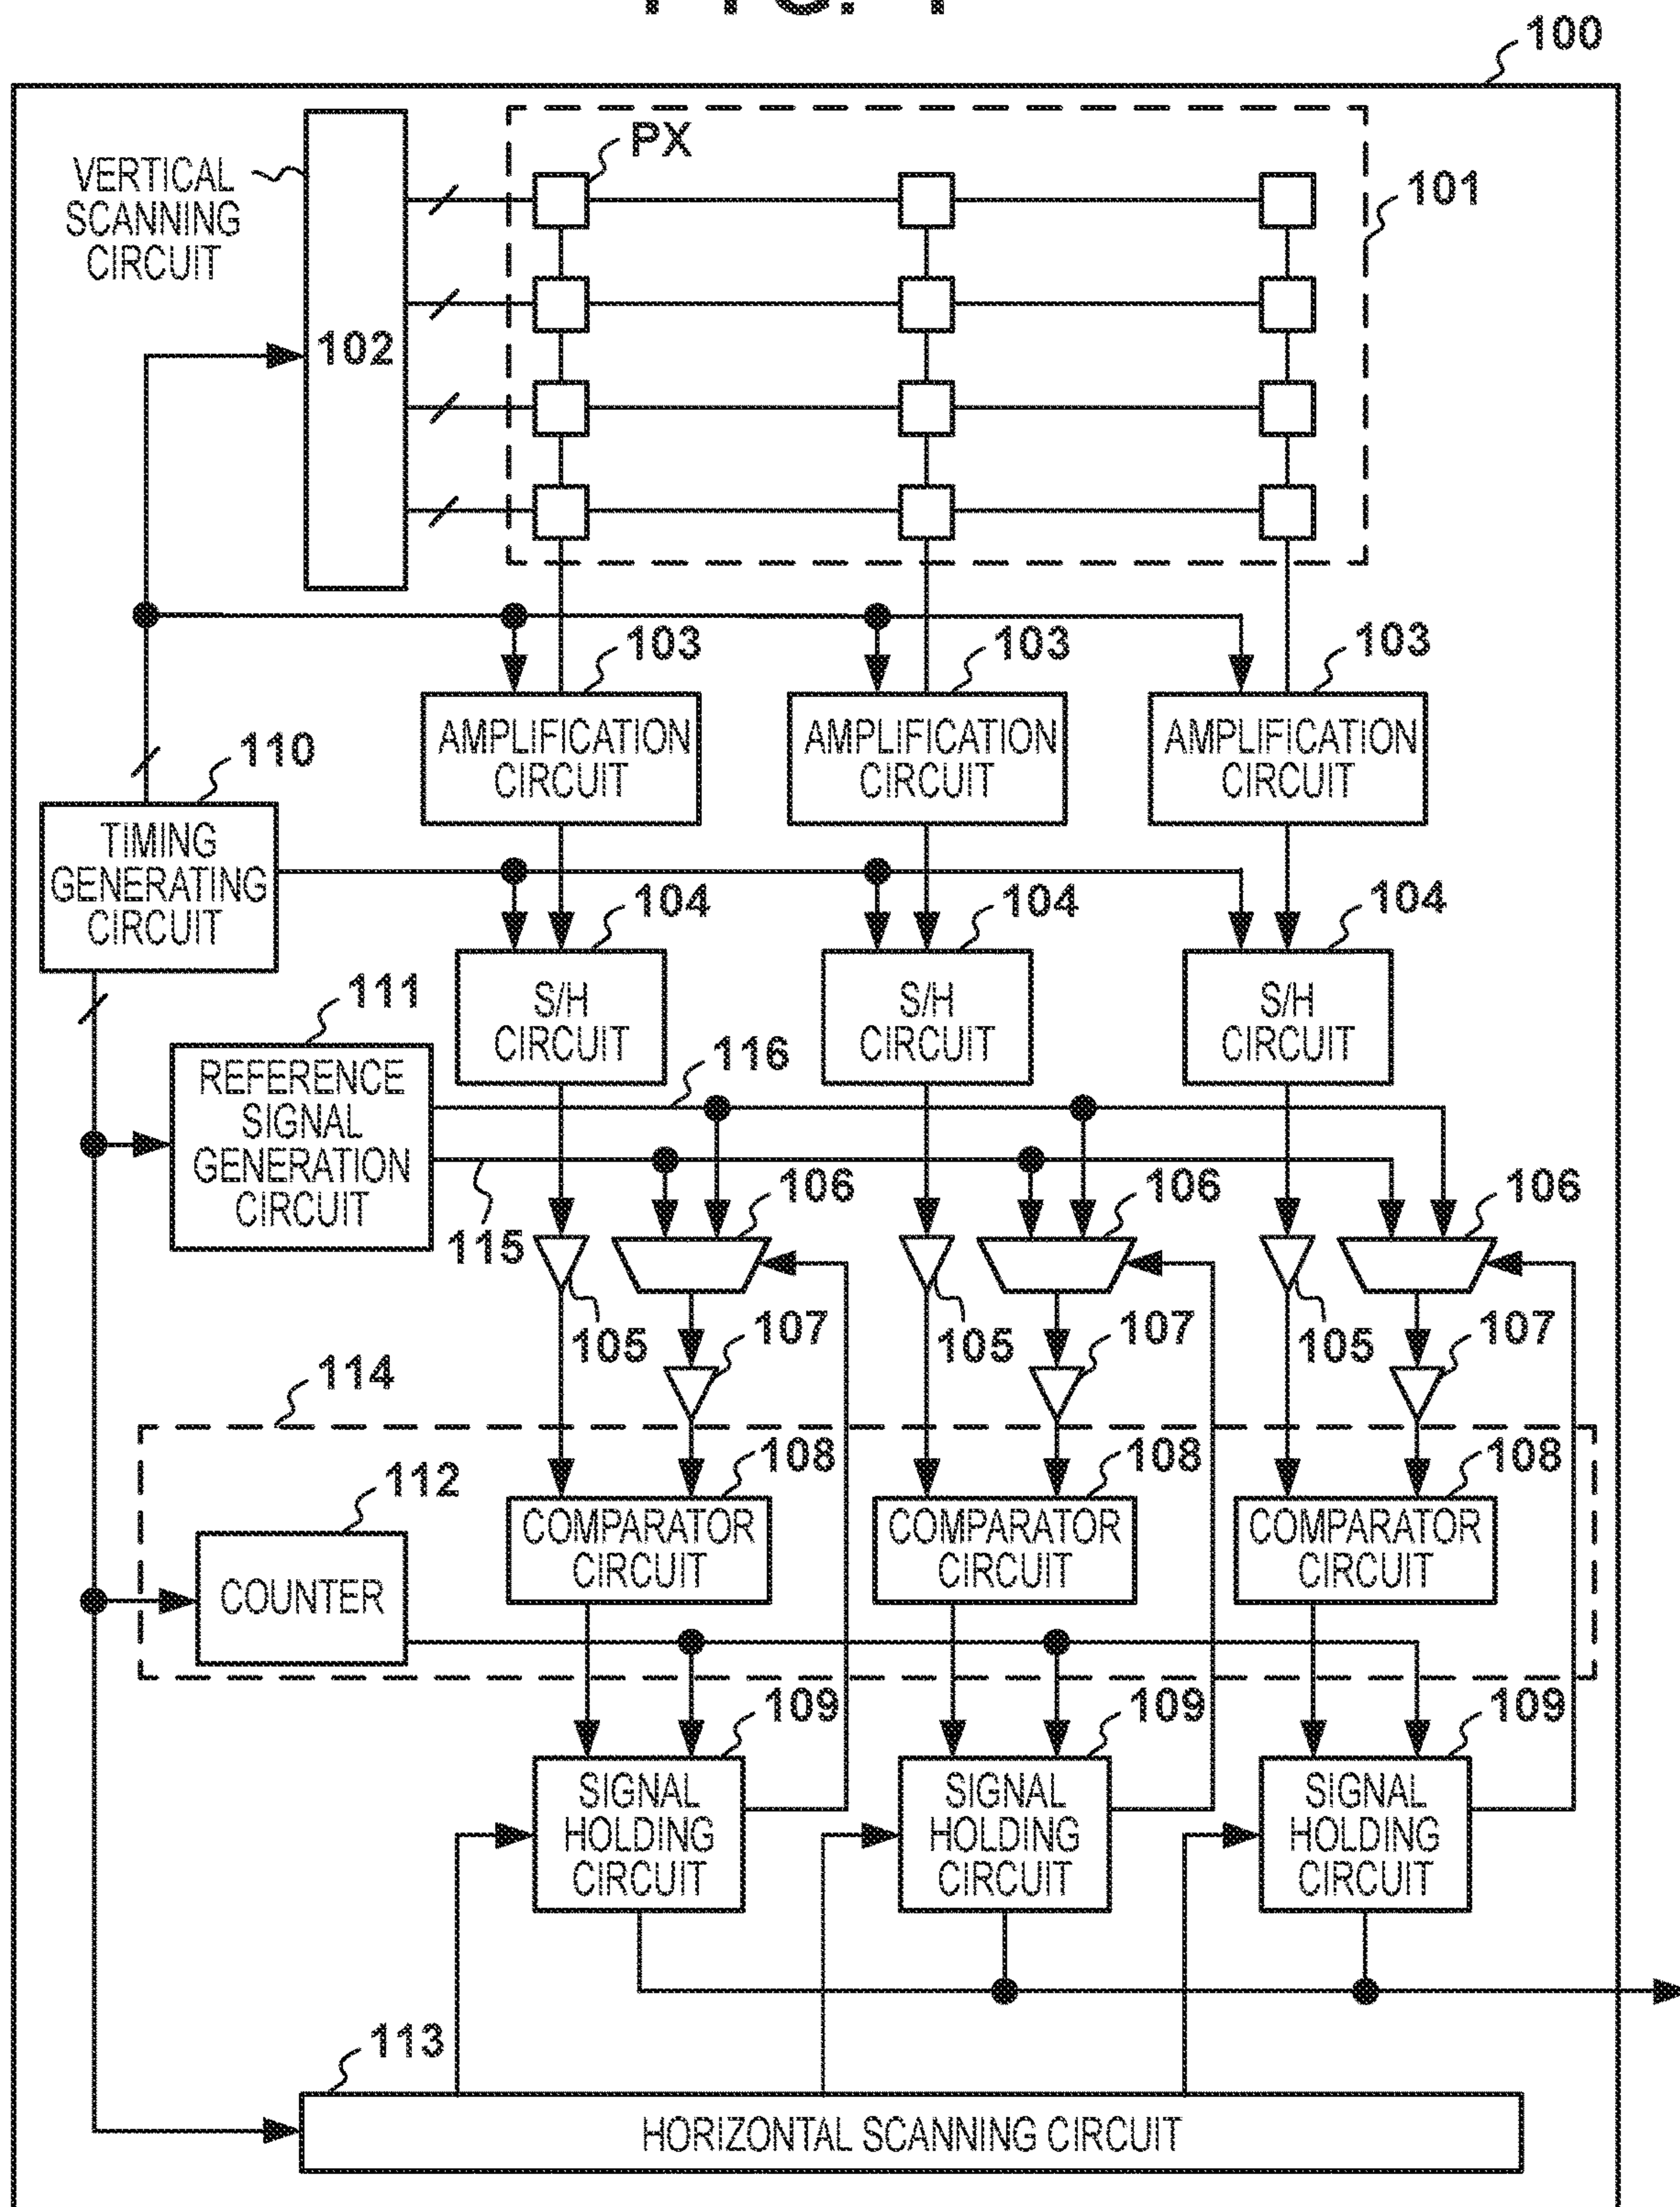 100
PX
VERTICAL
SCANNING
CIRCUIT
101
102
103
103
103
AMPLIFICATION
CIRCUIT
AMPLIFICATION
CIRCUIT
AMPLIFICATION
CIRCUIT
110
TIMING
GENERATING
CIRCUIT
104
104
104
S/H
CIRCUIT
S/H
CIRCUIT
S/H
CIRCUIT
111
REFERENCE
SIGNAL
GENERATION
CIRCUIT
116
115
106
106
106
105
105
105
107
107
107
114
108
108
108
112
COUNTER
COMPARATOR
CIRCUIT
COMPARATOR
CIRCUIT
COMPARATOR
CIRCUIT
109
109
109
SIGNAL
HOLDING
CIRCUIT
SIGNAL
HOLDING
CIRCUIT
SIGNAL
HOLDING
CIRCUIT
113
HORIZONTAL SCANNING CIRCUIT